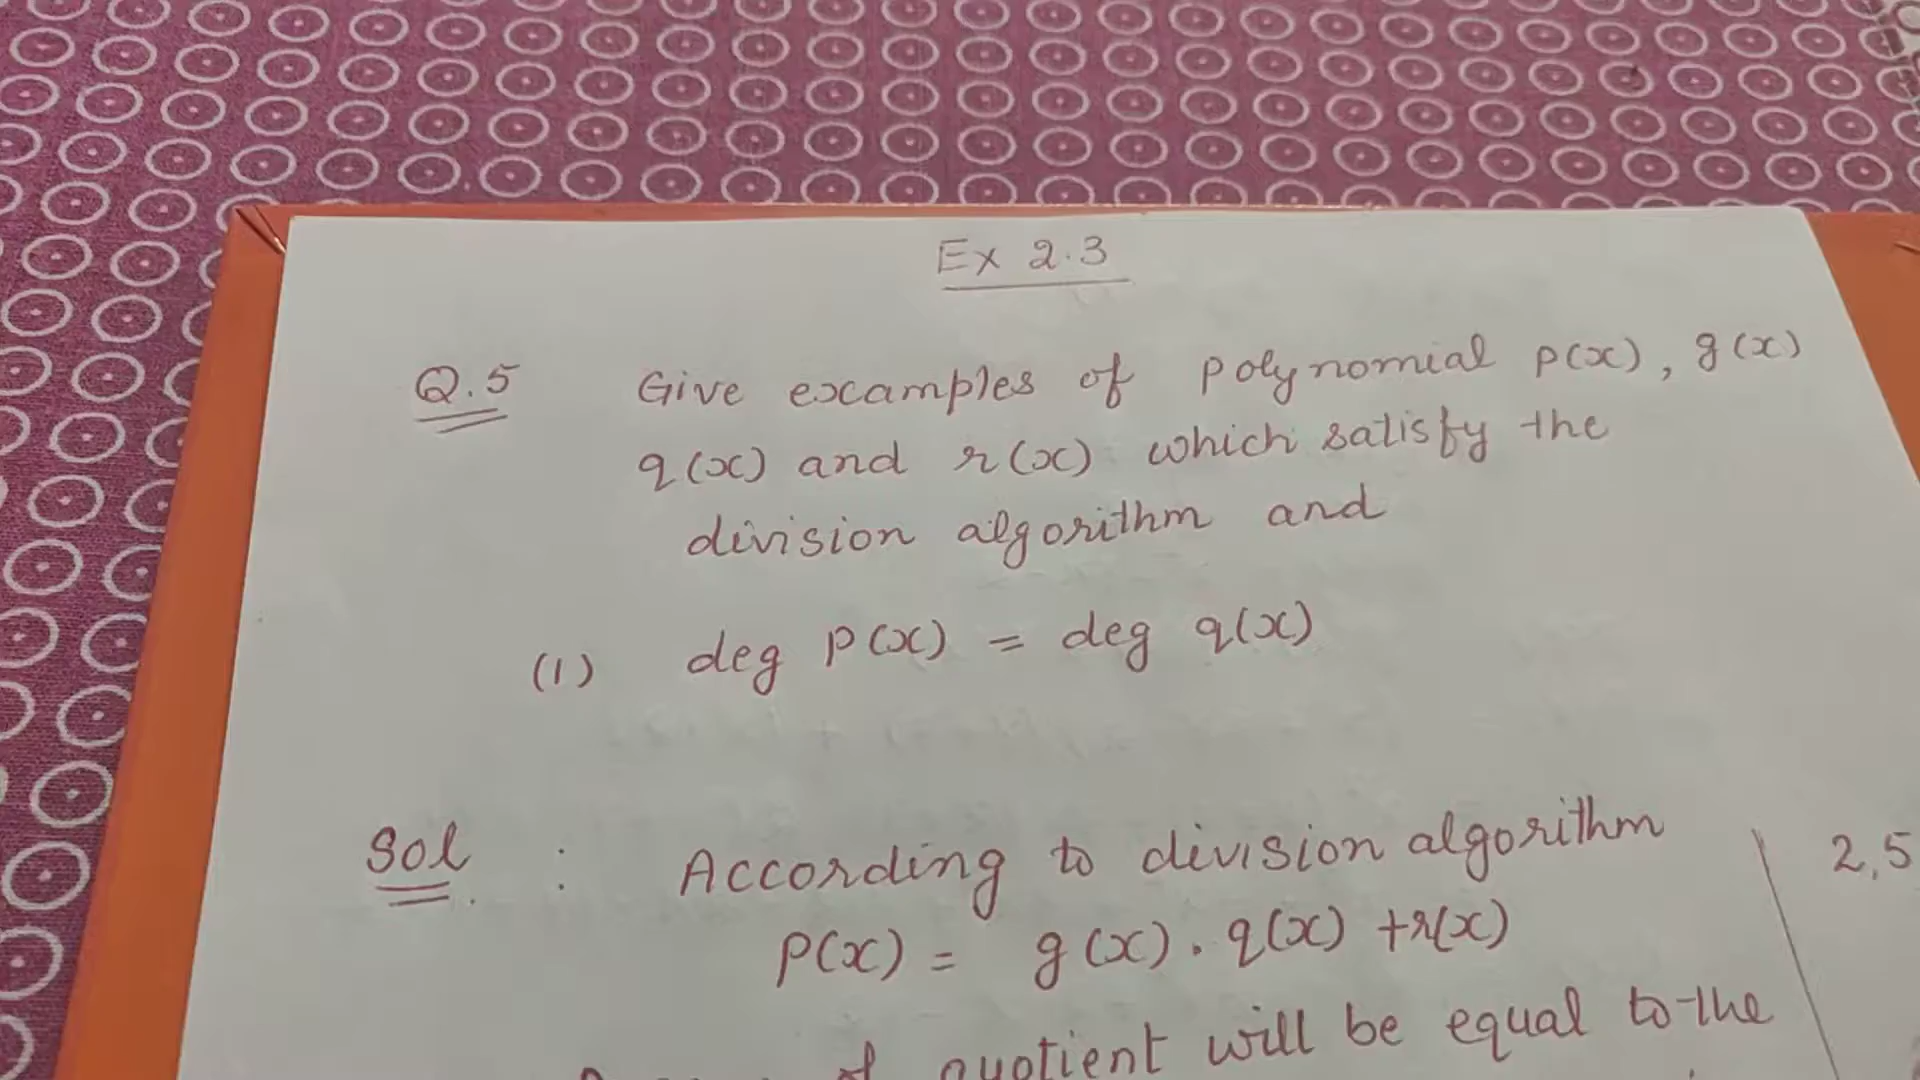 Ex 2.3
Q.5 Give examples of polynomial p(x), g(x)
q(x) and r(x) which satisfy the
division algorithm and
(1) deg p(x) = deg q(x)
Sol : According to division algorithm
2,5
p(x) = g(x) . q(x) + r(x)
of quotient will be equal to the